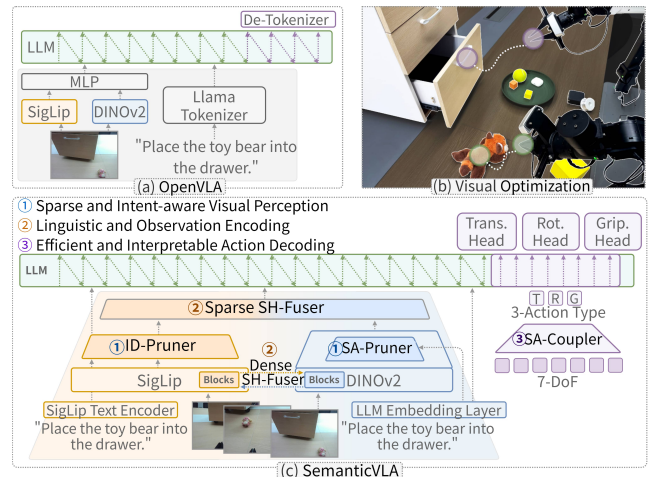 De-Tokenizer
LLM
MLP
SigLip
DINOv2
Llama
Tokenizer
"Place the toy bear into
the drawer."
(a) OpenVLA
(b) Visual Optimization
① Sparse and Intent-aware Visual Perception
② Linguistic and Observation Encoding
③ Efficient and Interpretable Action Decoding
Trans.
Head
Rot.
Head
Grip.
Head
LLM
② Sparse SH-Fuser
① ID-Pruner
② Dense
SH-Fuser
① SA-Pruner
SigLip
Blocks
Blocks
DINOv2
T R G
3-Action Type
③ SA-Coupler
7-DoF
SigLip Text Encoder
"Place the toy bear into
the drawer."
LLM Embedding Layer
"Place the toy bear into
the drawer."
(c) SemanticVLA